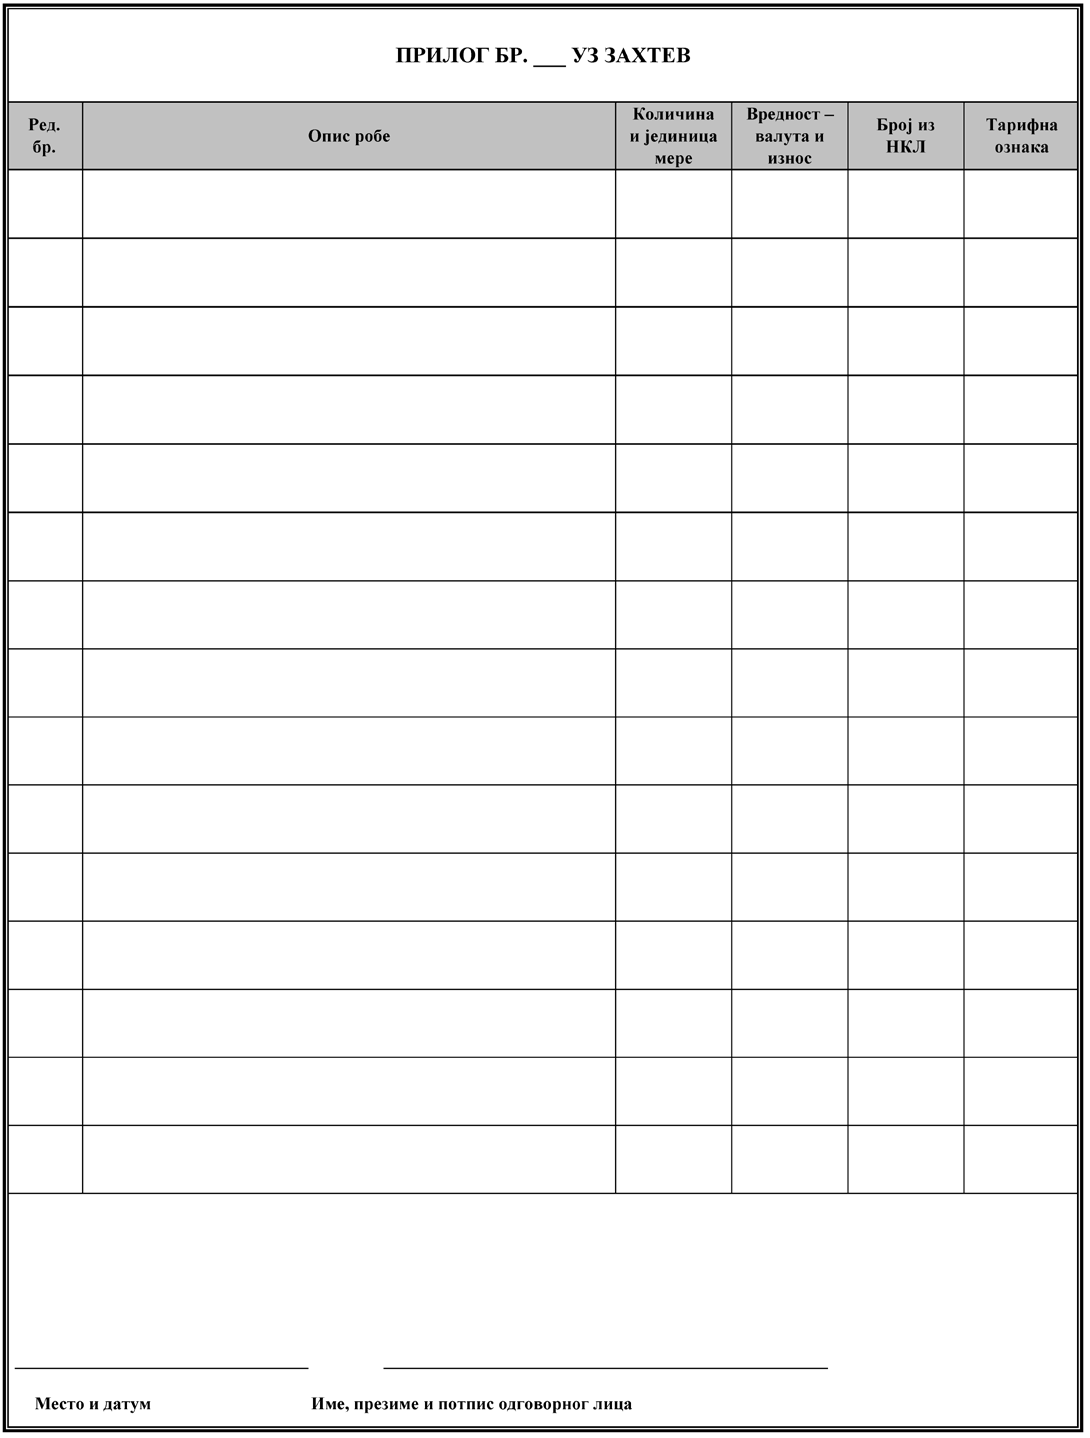 ПРИЛОГ БР. ___ УЗ ЗАХТЕВ
Ред.
бр.
Опис робе
Количина
и јединица
мере
Вредност –
валута и
износ
Број из
НКЛ
Тарифна
ознака
Место и датум
Име, презиме и потпис одговорног лица